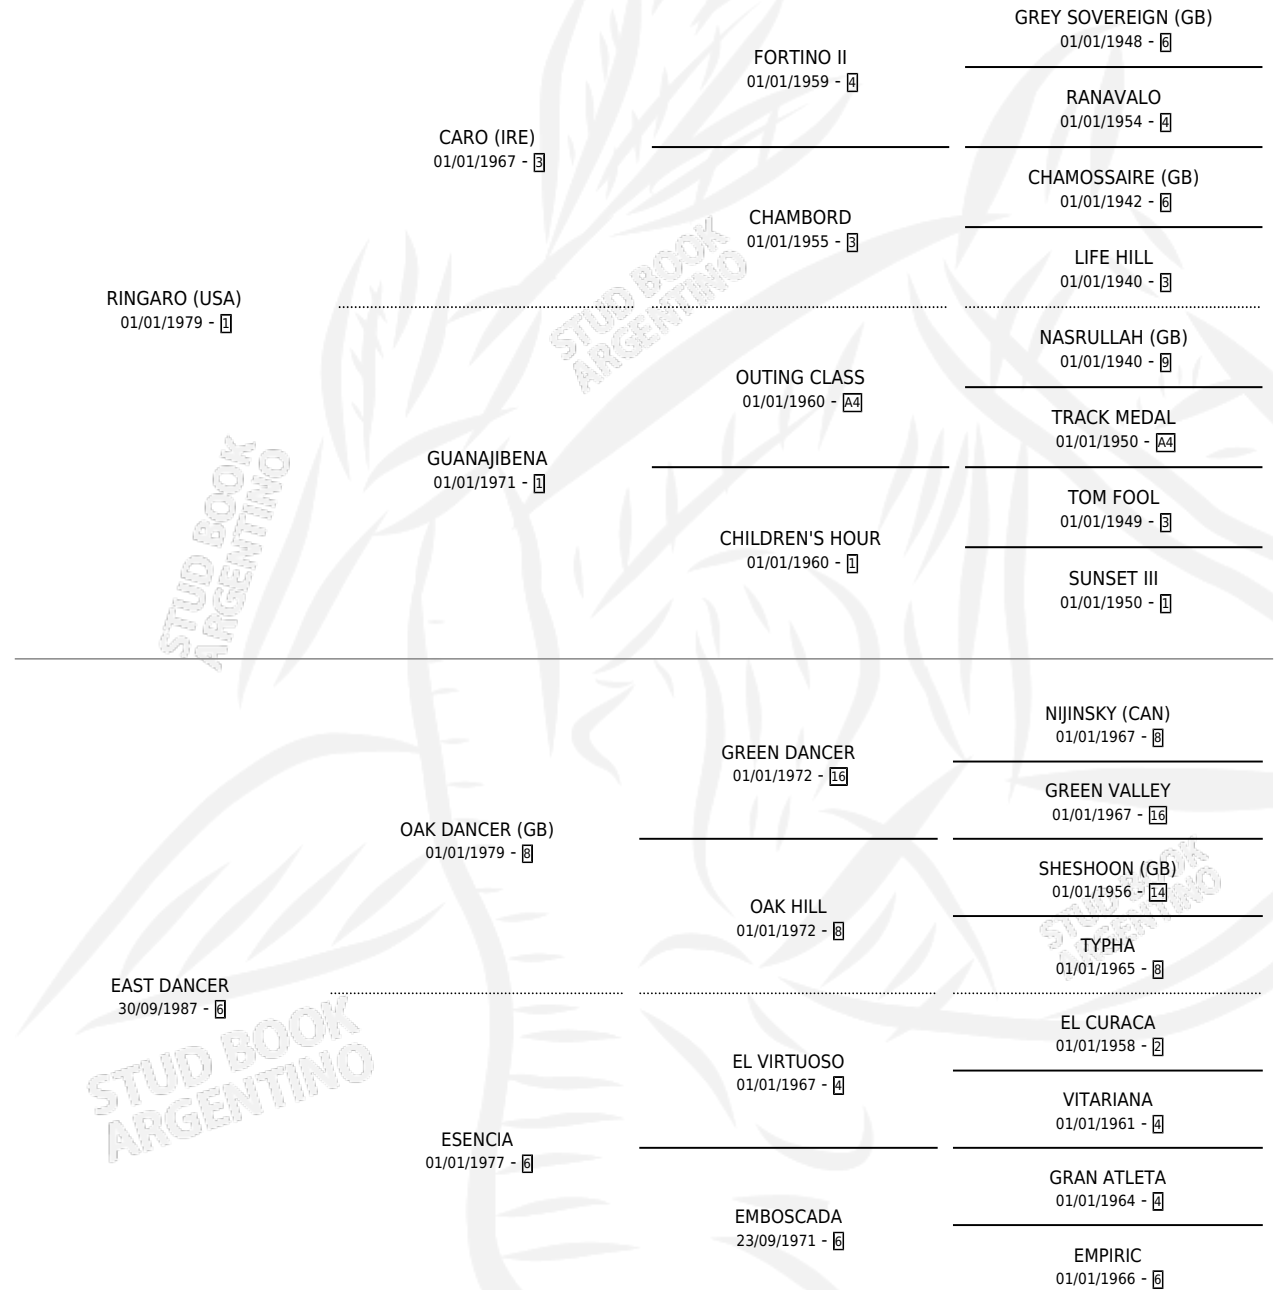 GREY SOVEREIGN (GB)
01/01/1948 - 6
FORTINO II
01/01/1959 - 4
RANAVALO
01/01/1954 - 4
CARO (IRE)
01/01/1967 - 3
CHAMOSSAIRE (GB)
01/01/1942 - 6
CHAMBORD
01/01/1955 - 3
LIFE HILL
01/01/1940 - 3
RINGARO (USA)
01/01/1979 - 1
NASRULLAH (GB)
01/01/1940 - 9
OUTING CLASS
01/01/1960 - A4
TRACK MEDAL
01/01/1950 - A4
GUANAJIBENA
01/01/1971 - 1
TOM FOOL
01/01/1949 - 3
CHILDREN'S HOUR
01/01/1960 - 1
SUNSET III
01/01/1950 - 1
NIJINSKY (CAN)
01/01/1967 - 8
GREEN DANCER
01/01/1972 - 16
GREEN VALLEY
01/01/1967 - 16
OAK DANCER (GB)
01/01/1979 - 8
SHESHOON (GB)
01/01/1956 - 14
OAK HILL
01/01/1972 - 8
TYPHA
01/01/1965 - 8
EAST DANCER
30/09/1987 - 6
EL CURACA
01/01/1958 - 2
EL VIRTUOSO
01/01/1967 - 4
VITARIANA
01/01/1961 - 4
ESENCIA
01/01/1977 - 6
GRAN ATLETA
01/01/1964 - 4
EMBOSCADA
23/09/1971 - 6
EMPIRIC
01/01/1966 - 6
STUD BOOK
ARGENTINO
STUD BOOK
ARGENTINO
STUD BOOK
ARGENTINO
STUD BOOK
ARGENTINO